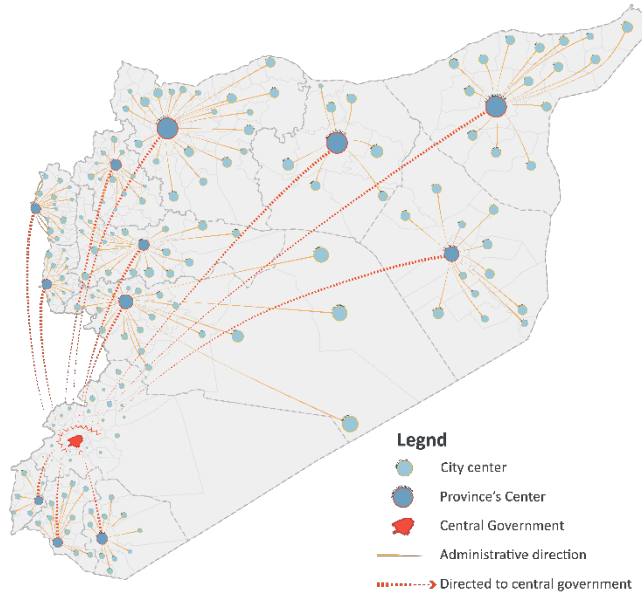 Legnd
City center
Province's Center
Central Government
Administrative direction
Directed to central government